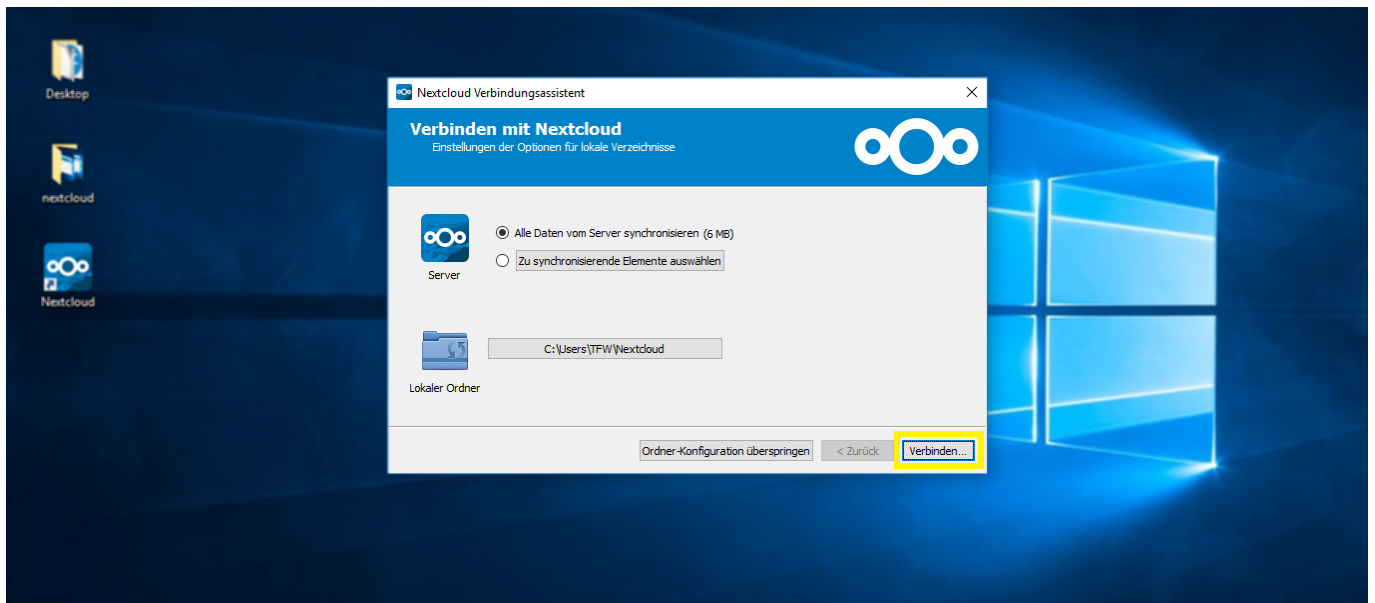 Desktop
nextcloud
Nextcloud
Nextcloud Verbindungsassistent
Verbinden mit Nextcloud
Einstellungen der Optionen für lokale Verzeichnisse
Alle Daten vom Server synchronisieren (6 MB)
Zu synchronisierende Elemente auswählen
Server
C:\Users\TFW\Nextcloud
Lokaler Ordner
Ordner-Konfiguration überspringen
< Zurück
Verbinden...